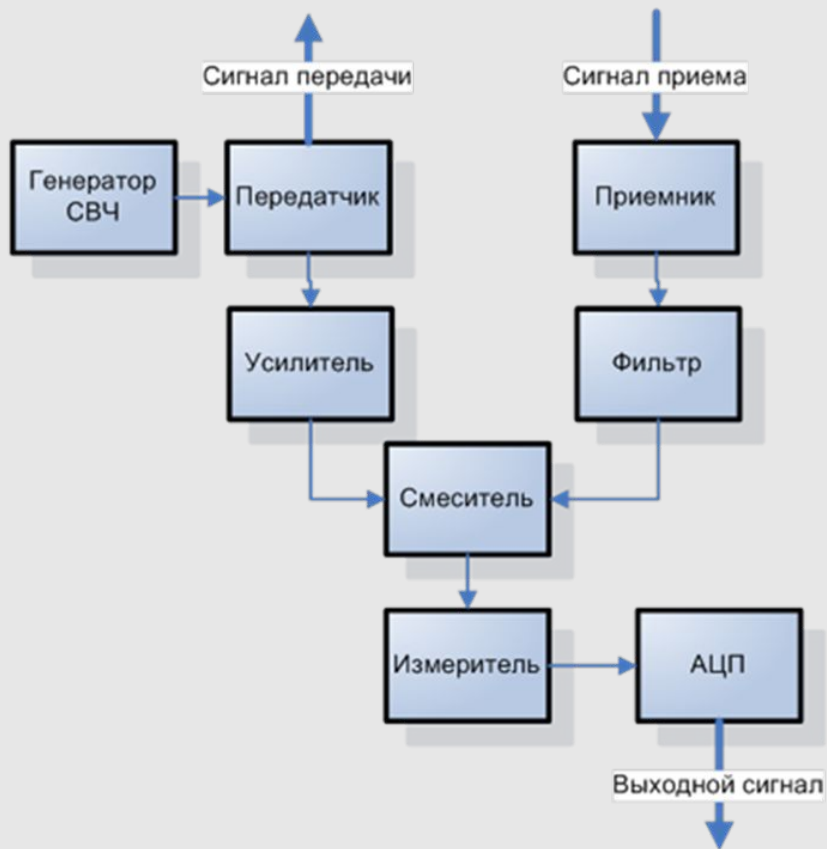 Сигнал передачи
Сигнал приема
Генератор
СВЧ
Передатчик
Приемник
Усилитель
Фильтр
Смеситель
Измеритель
АЦП
Выходной сигнал